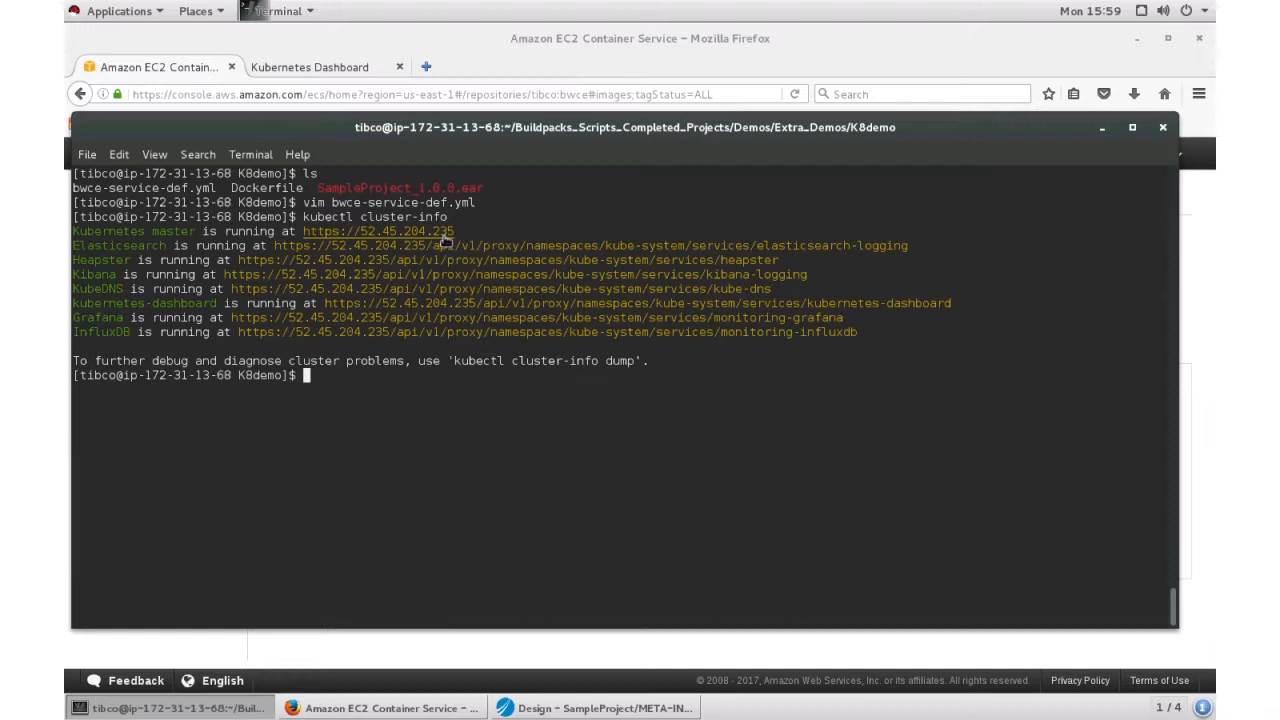 Applications Places Terminal Mon 15:59
Amazon EC2 Container Service – Mozilla Firefox
Amazon EC2 Contain... Kubernetes Dashboard
https://console.aws.amazon.com/ecs/home?region=us-east-1#/repositories/tibco:bwce#images;tagStatus=ALL Search
tibco@ip-172-31-13-68:~/Buildpacks_Scripts_Completed_Projects/Demos/Extra_Demos/K8demo
File Edit View Search Terminal Help
[tibco@ip-172-31-13-68 K8demo]$ ls
bwce-service-def.yml Dockerfile SampleProject_1.0.0.ear
[tibco@ip-172-31-13-68 K8demo]$ vim bwce-service-def.yml
[tibco@ip-172-31-13-68 K8demo]$ kubectl cluster-info
Kubernetes master is running at https://52.45.204.235
Elasticsearch is running at https://52.45.204.235/api/v1/proxy/namespaces/kube-system/services/elasticsearch-logging
Heapster is running at https://52.45.204.235/api/v1/proxy/namespaces/kube-system/services/heapster
Kibana is running at https://52.45.204.235/api/v1/proxy/namespaces/kube-system/services/kibana-logging
KubeDNS is running at https://52.45.204.235/api/v1/proxy/namespaces/kube-system/services/kube-dns
kubernetes-dashboard is running at https://52.45.204.235/api/v1/proxy/namespaces/kube-system/services/kubernetes-dashboard
Grafana is running at https://52.45.204.235/api/v1/proxy/namespaces/kube-system/services/monitoring-grafana
InfluxDB is running at https://52.45.204.235/api/v1/proxy/namespaces/kube-system/services/monitoring-influxdb
To further debug and diagnose cluster problems, use 'kubectl cluster-info dump'.
[tibco@ip-172-31-13-68 K8demo]$
Feedback English © 2008 - 2017, Amazon Web Services, Inc. or its affiliates. All rights reserved. Privacy Policy Terms of Use
tibco@ip-172-31-13-68:~/Buil... Amazon EC2 Container Service – ... Design – SampleProject/META-IN... 1 / 4 1